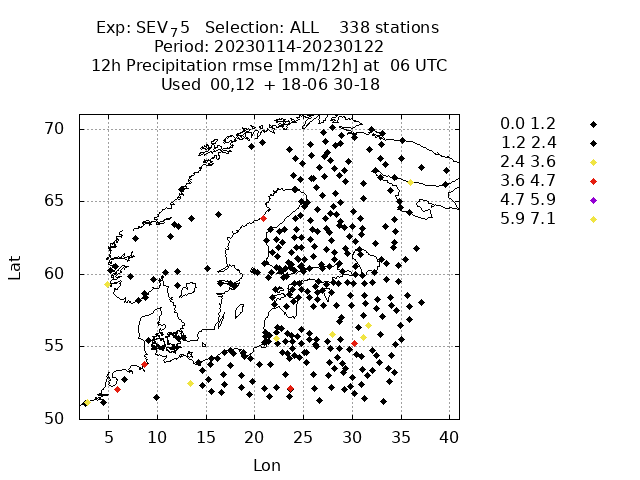 Exp: SEV75 Selection: ALL 338 stations
Period: 20230114-20230122
12h Precipitation rmse [mm/12h] at 06 UTC
Used 00,12 + 18-06 30-18
70
65
60
55
50
5 10 15 20 25 30 35 40
Lat
Lon
0.0 1.2
1.2 2.4
2.4 3.6
3.6 4.7
4.7 5.9
5.9 7.1